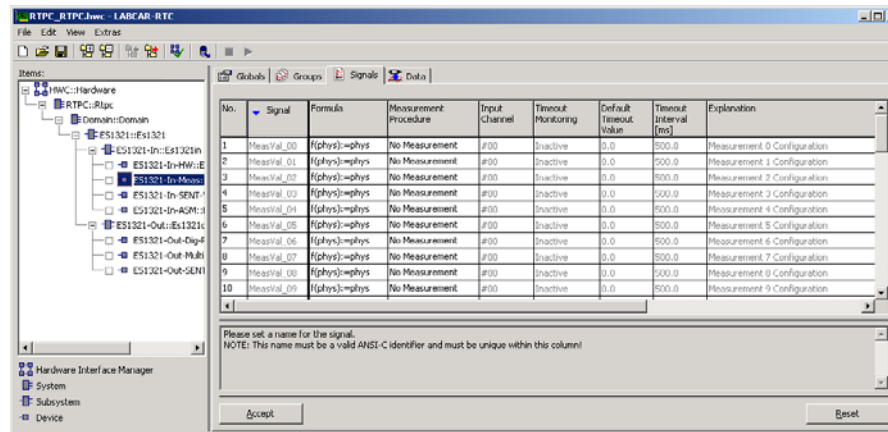 RTPC_RTPC.hwc - LABCAR-RTC
File Edit View Extras
Items:
HWC::Hardware
RTPC::Rtpc
Domain::Domain
ES1321::Es1321
ES1321-In::Es1321in
ES1321-In-HW::E
ES1321-In-Meas:
ES1321-In-SENT-
ES1321-In-ASM::
ES1321-Out::Es1321o
ES1321-Out-Dig-
ES1321-Out-Multi
ES1321-Out-SENT
Hardware Interface Manager
System
Subsystem
Device
Globals Groups Signals Data
No. Signal Formula Measurement Procedure Input Channel Timeout Monitoring Default Timeout Value Timeout Interval [ms] Explanation
1 MeasVal_00 f(phys):=phys No Measurement #00 Inactive 0.0 500.0 Measurement 0 Configuration
2 MeasVal_01 f(phys):=phys No Measurement #00 Inactive 0.0 500.0 Measurement 1 Configuration
3 MeasVal_02 f(phys):=phys No Measurement #00 Inactive 0.0 500.0 Measurement 2 Configuration
4 MeasVal_03 f(phys):=phys No Measurement #00 Inactive 0.0 500.0 Measurement 3 Configuration
5 MeasVal_04 f(phys):=phys No Measurement #00 Inactive 0.0 500.0 Measurement 4 Configuration
6 MeasVal_05 f(phys):=phys No Measurement #00 Inactive 0.0 500.0 Measurement 5 Configuration
7 MeasVal_06 f(phys):=phys No Measurement #00 Inactive 0.0 500.0 Measurement 6 Configuration
8 MeasVal_07 f(phys):=phys No Measurement #00 Inactive 0.0 500.0 Measurement 7 Configuration
9 MeasVal_08 f(phys):=phys No Measurement #00 Inactive 0.0 500.0 Measurement 8 Configuration
10 MeasVal_09 f(phys):=phys No Measurement #00 Inactive 0.0 500.0 Measurement 9 Configuration
Please set a name for the signal.
NOTE: This name must be a valid ANSI-C identifier and must be unique within this column!
Accept Reset